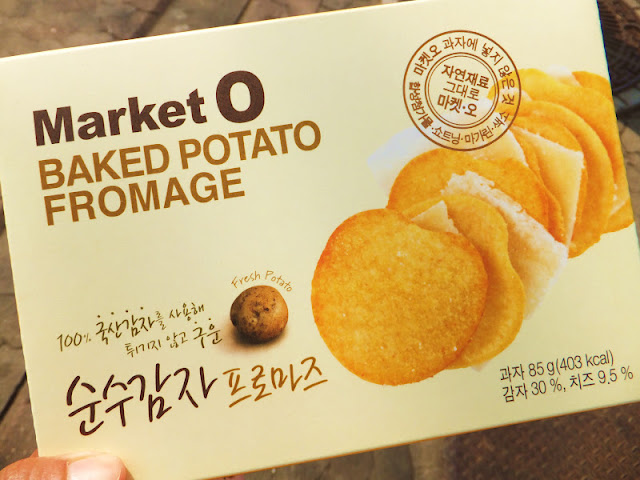 Market O
BAKED POTATO
FROMAGE
마켓오 과자에 넣지 않은 것
합성첨가물·쇼트닝·마가린·
자연재료
그대로
마켓·오
Fresh Potato
100% 국산감자를 사용해
튀기지 않고 구운
순수감자 프로마즈
과자 85 g (403 kcal)
감자 30 %, 치즈 9.5 %